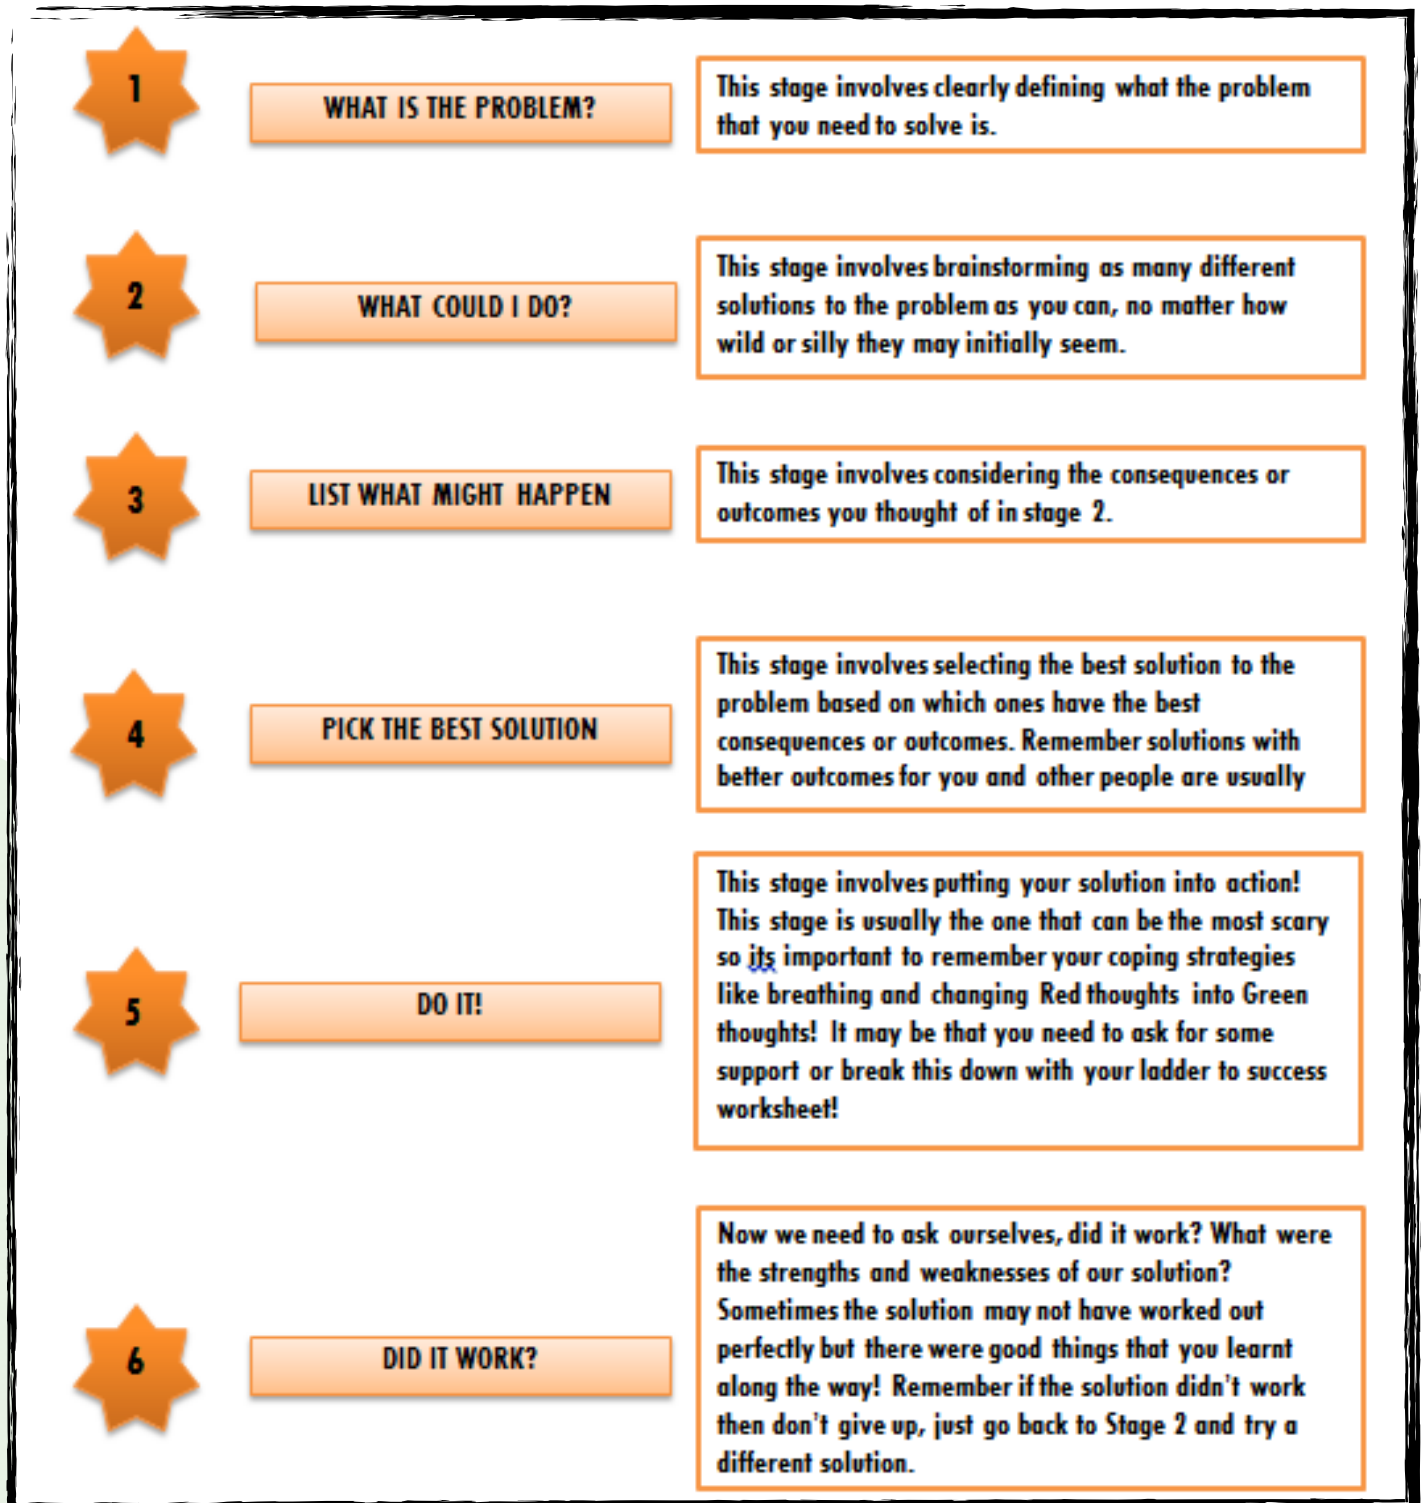 1
WHAT IS THE PROBLEM?
This stage involves clearly defining what the problem
that you need to solve is.
2
WHAT COULD I DO?
This stage involves brainstorming as many different
solutions to the problem as you can, no matter how
wild or silly they may initially seem.
3
LIST WHAT MIGHT HAPPEN
This stage involves considering the consequences or
outcomes you thought of in stage 2.
4
PICK THE BEST SOLUTION
This stage involves selecting the best solution to the
problem based on which ones have the best
consequences or outcomes. Remember solutions with
better outcomes for you and other people are usually
5
DO IT!
This stage involves putting your solution into action!
This stage is usually the one that can be the most scary
so its important to remember your coping strategies
like breathing and changing Red thoughts into Green
thoughts! It may be that you need to ask for some
support or break this down with your ladder to success
worksheet!
6
DID IT WORK?
Now we need to ask ourselves, did it work? What were
the strengths and weaknesses of our solution?
Sometimes the solution may not have worked out
perfectly but there were good things that you learnt
along the way! Remember if the solution didn't work
then don't give up, just go back to Stage 2 and try a
different solution.